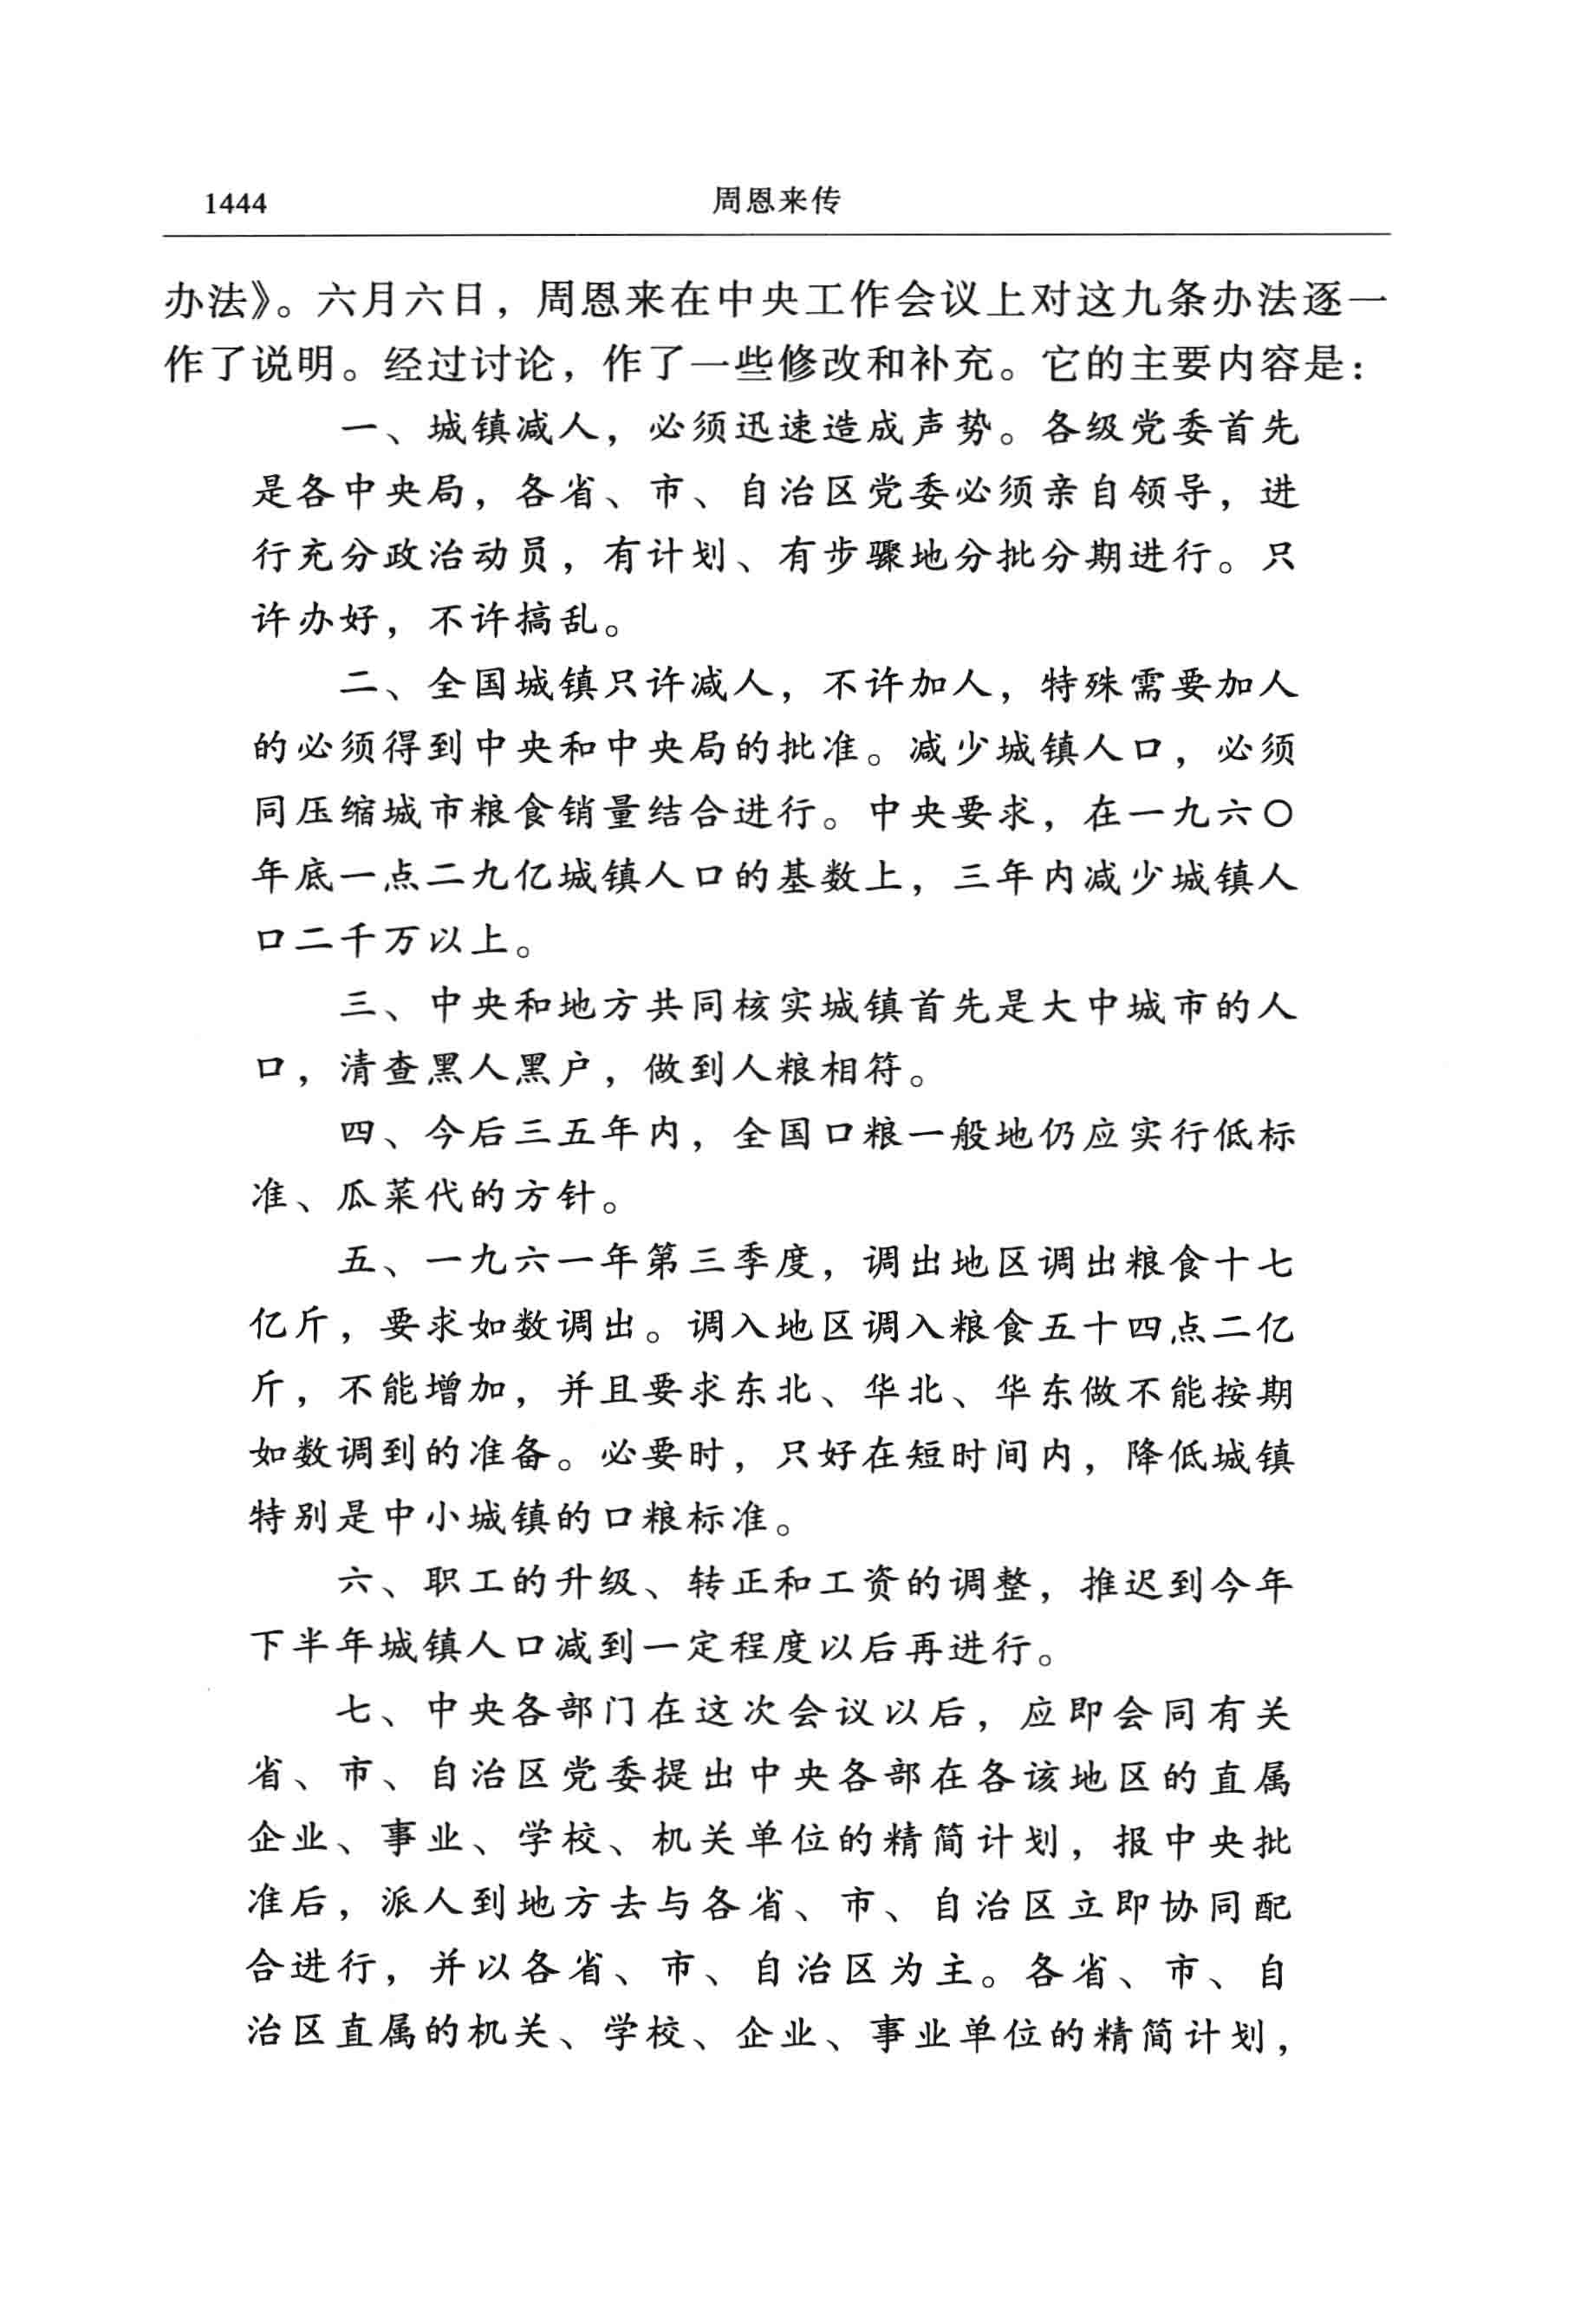 1444
周恩来传
办法》。六月六日，周恩来在中央工作会议上对这九条办法逐一
作了说明。经过讨论，作了一些修改和补充。它的主要内容是：
一、城镇减人，必须迅速造成声势。各级党委首先
是各中央局，各省、市、自治区党委必须亲自领导，进
行充分政治动员，有计划、有步骤地分批分期进行。只
许办好，不许搞乱。
二、全国城镇只许减人，不许加人，特殊需要加人
的必须得到中央和中央局的批准。减少城镇人口，必须
同压缩城市粮食销量结合进行。中央要求，在一九六〇
年底一点二九亿城镇人口的基数上，三年内减少城镇人
口二千万以上。
三、中央和地方共同核实城镇首先是大中城市的人
口，清查黑人黑户，做到人粮相符。
四、今后三五年内，全国口粮一般地仍应实行低标
准、瓜菜代的方针。
五、一九六一年第三季度，调出地区调出粮食十七
亿斤，要求如数调出。调入地区调入粮食五十四点二亿
斤，不能增加，并且要求东北、华北、华东做不能按期
如数调到的准备。必要时，只好在短时间内，降低城镇
特别是中小城镇的口粮标准。
六、职工的升级、转正和工资的调整，推迟到今年
下半年城镇人口减到一定程度以后再进行。
七、中央各部门在这次会议以后，应即会同有关
省、市、自治区党委提出中央各部在各该地区的直属
企业、事业、学校、机关单位的精简计划，报中央批
准后，派人到地方去与各省、市、自治区立即协同配
合进行，并以各省、市、自治区为主。各省、市、自
治区直属的机关、学校、企业、事业单位的精简计划，